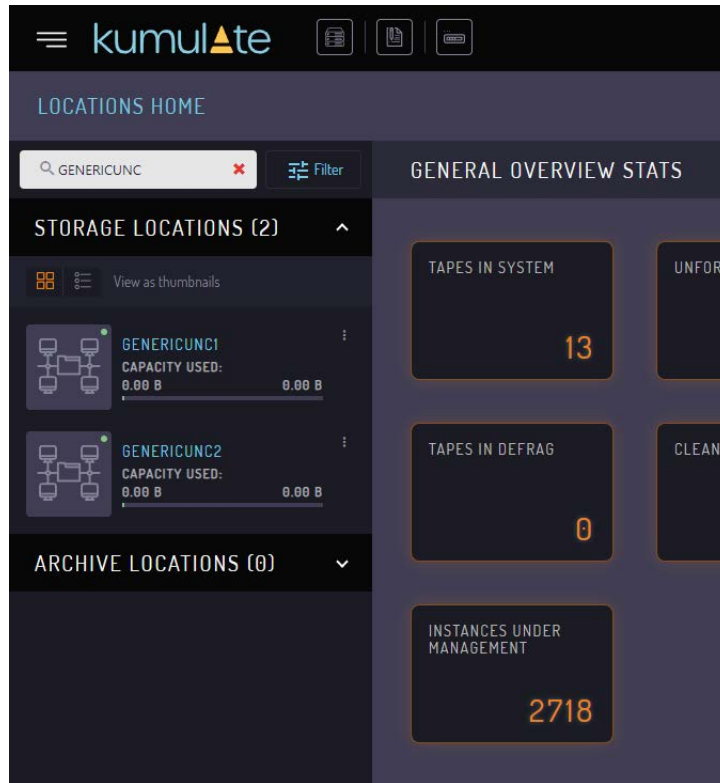 kumulate
LOCATIONS HOME
GENERICUNC
Filter
STORAGE LOCATIONS (2)
View as thumbnails
GENERICUNC1
CAPACITY USED:
0.00 B 0.00 B
GENERICUNC2
CAPACITY USED:
0.00 B 0.00 B
ARCHIVE LOCATIONS (0)
GENERAL OVERVIEW STATS
TAPES IN SYSTEM
13
UNFOR
TAPES IN DEFRAG
0
CLEAN
INSTANCES UNDER
MANAGEMENT
2718